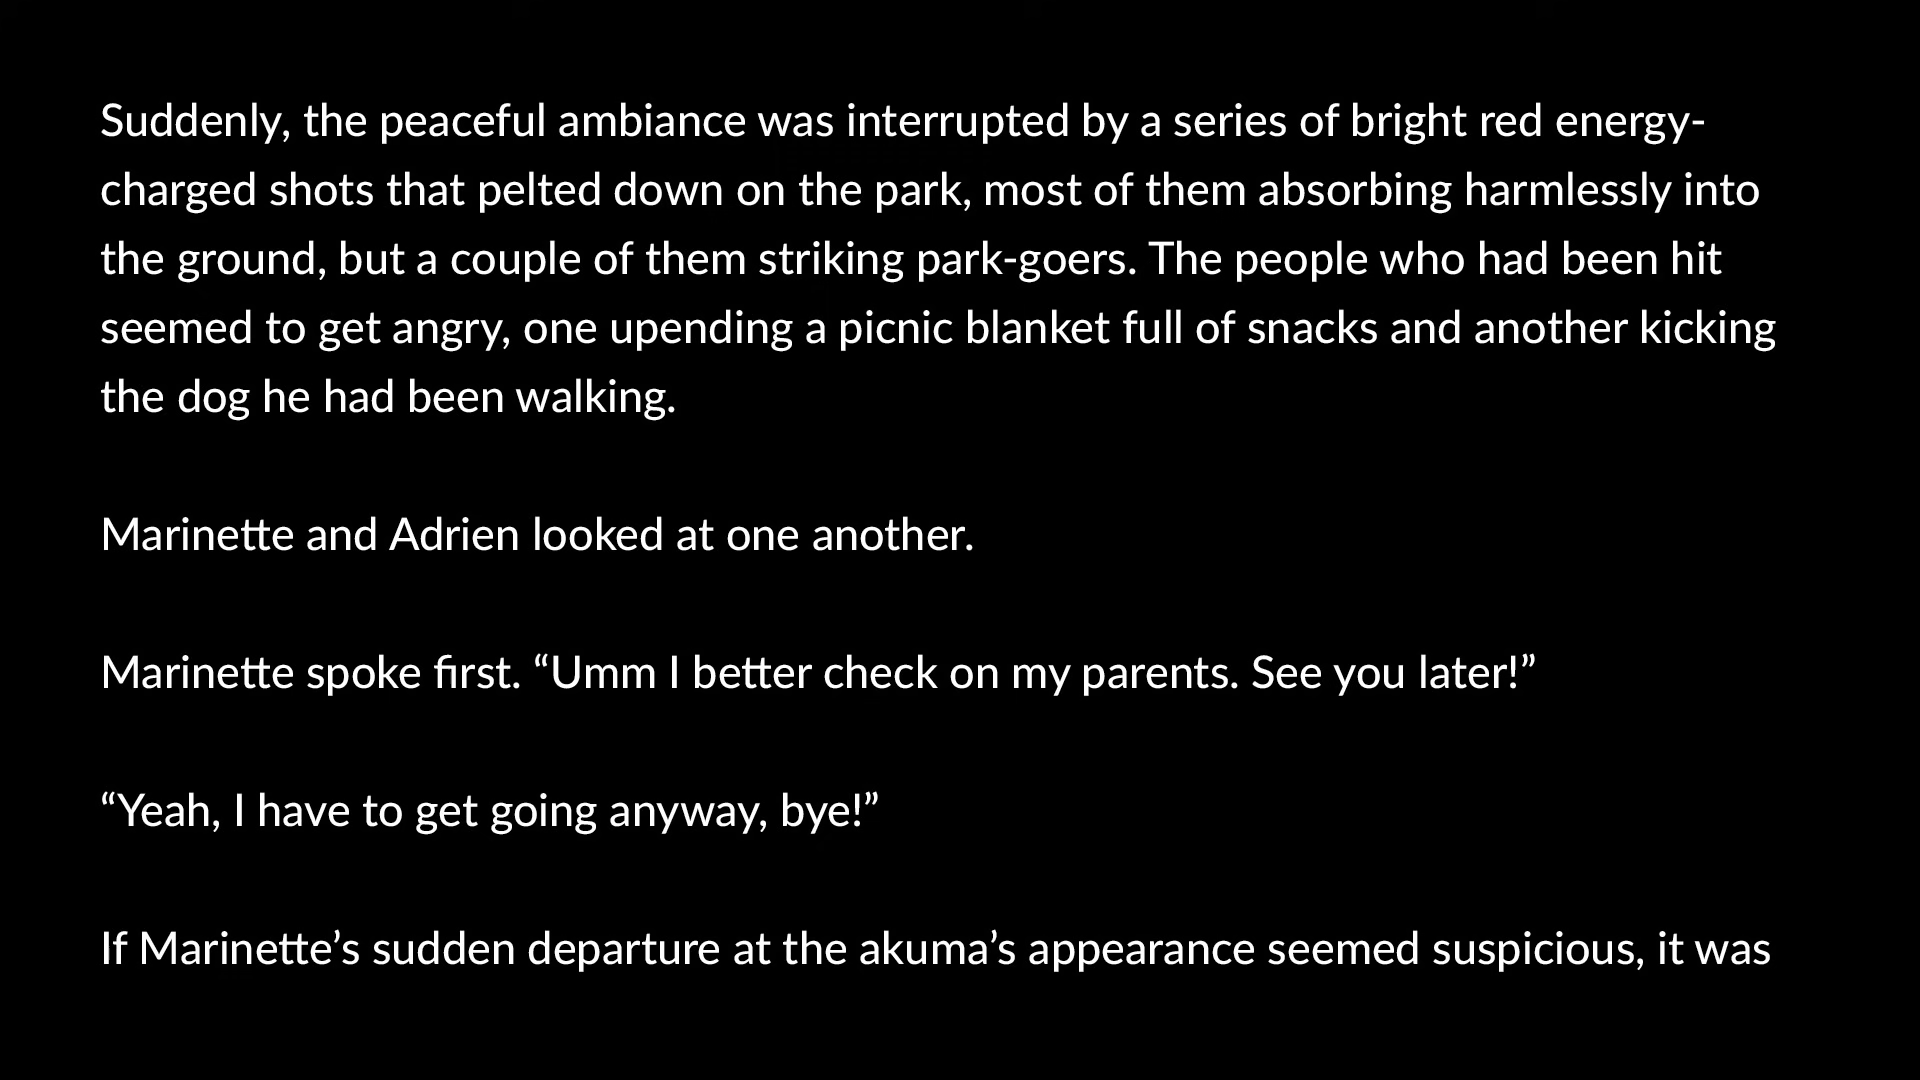 Suddenly, the peaceful ambiance was interrupted by a series of bright red energy-
charged shots that pelted down on the park, most of them absorbing harmlessly into
the ground, but a couple of them striking park-goers. The people who had been hit
seemed to get angry, one upending a picnic blanket full of snacks and another kicking
the dog he had been walking.
Marinette and Adrien looked at one another.
Marinette spoke first. “Umm I better check on my parents. See you later!”
“Yeah, I have to get going anyway, bye!”
If Marinette’s sudden departure at the akuma’s appearance seemed suspicious, it was